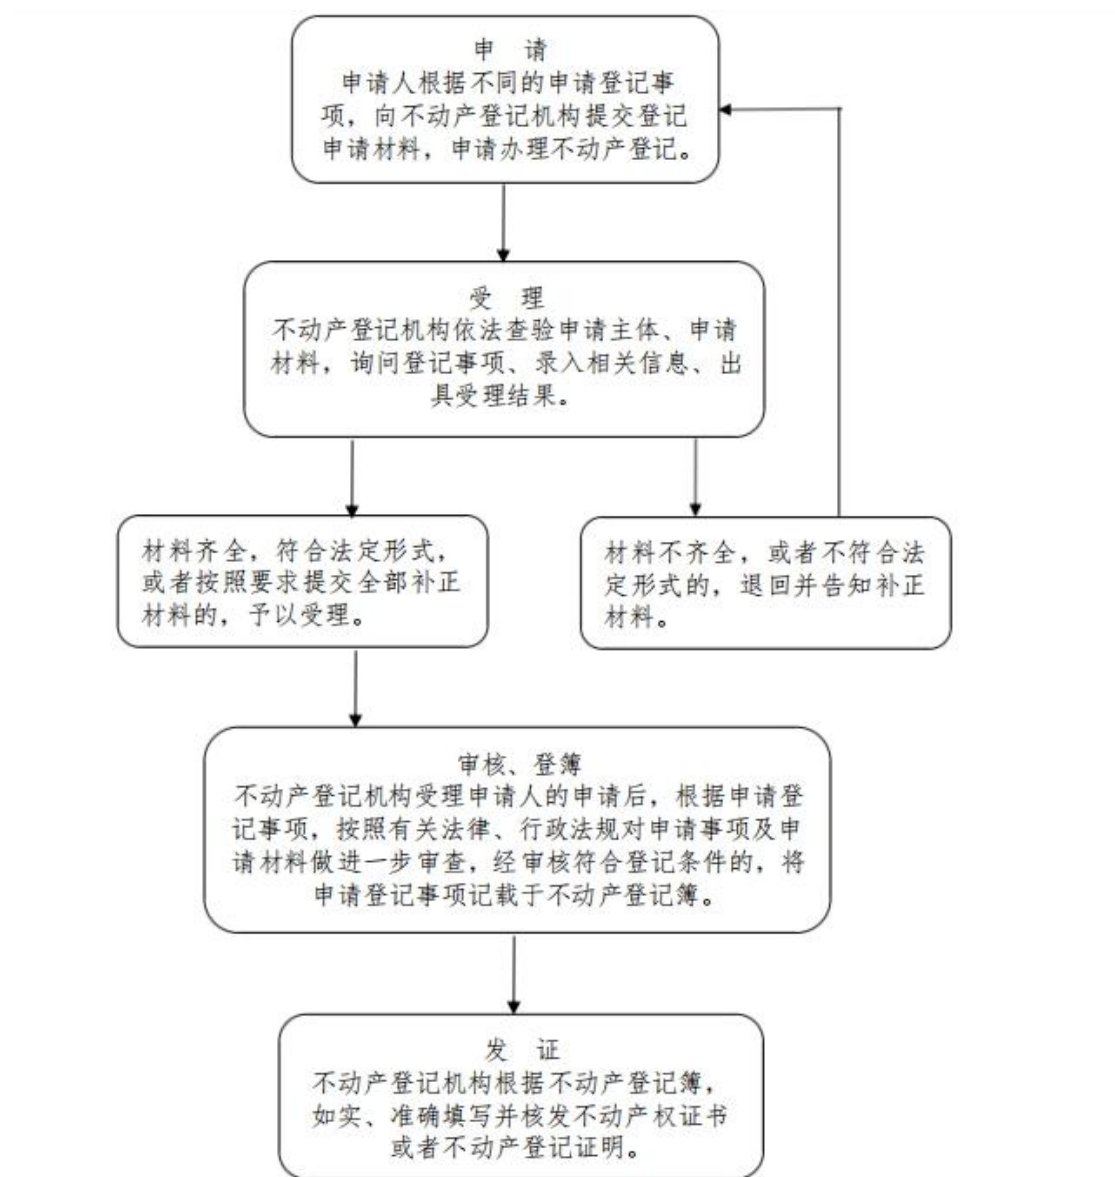 申 请
申请人根据不同的申请登记事
项，向不动产登记机构提交登记
申请材料，申请办理不动产登记。
受 理
不动产登记机构依法查验申请主体、申请
材料，询问登记事项、录入相关信息、出
具受理结果。
材料齐全，符合法定形式，
或者按照要求提交全部补正
材料的，予以受理。
材料不齐全，或者不符合法
定形式的，退回并告知补正
材料。
审核、登簿
不动产登记机构受理申请人的申请后，根据申请登
记事项，按照有关法律、行政法规对申请事项及申
请材料做进一步审查，经审核符合登记条件的，将
申请登记事项记载于不动产登记簿。
发 证
不动产登记机构根据不动产登记簿，
如实、准确填写并核发不动产权证书
或者不动产登记证明。